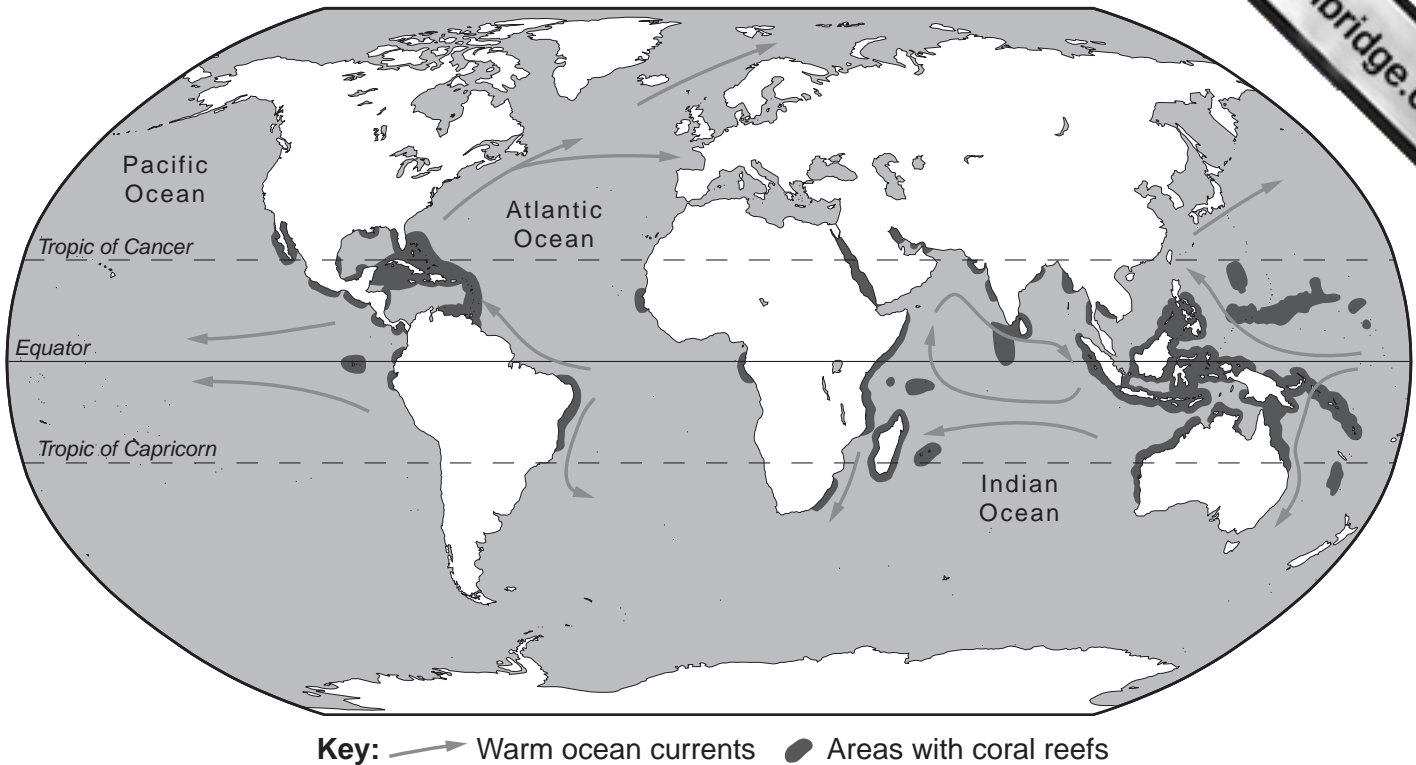 Pacific
Ocean
Atlantic
Ocean
Tropic of Cancer
Equator
Tropic of Capricorn
Indian
Ocean
Key: Warm ocean currents Areas with coral reefs